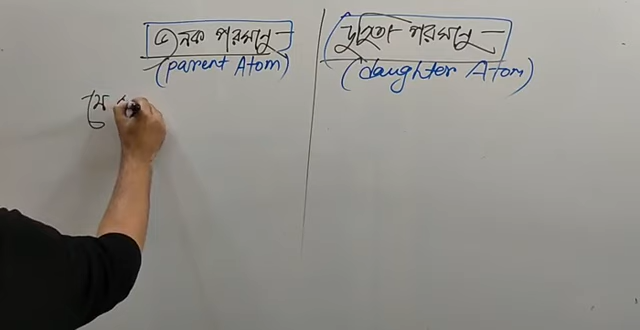 জনক পরমানু -
(parent Atom)
দুহিতা পরমানু -
(daughter Atom)
যে